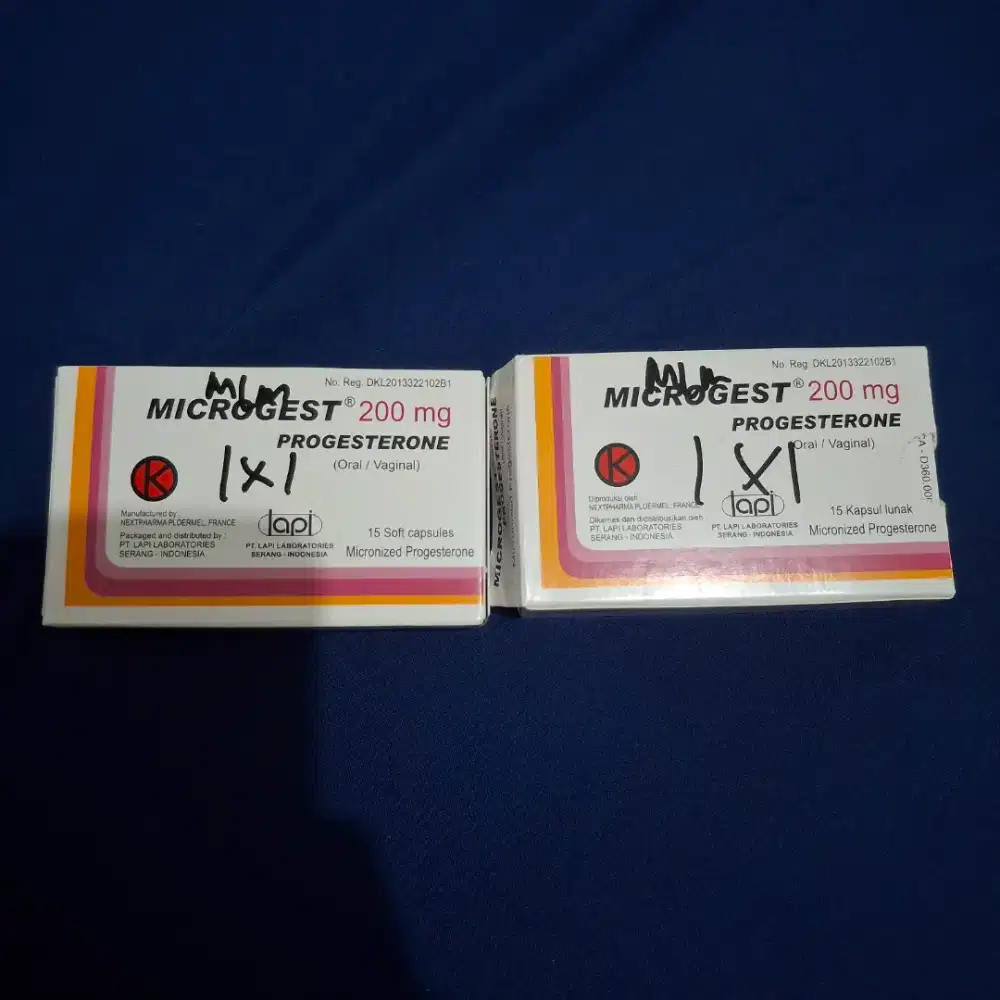 No. Reg. DKL2013322102B1
Mlm
MICROGEST® 200 mg
PROGESTERONE
(Oral / Vaginal)
K
1x1
Manufactured by :
NEXTPHARMA PLOERMEL, FRANCE
Packaged and distributed by :
PT. LAPI LABORATORIES
SERANG - INDONESIA
lapi
PT. LAPI LABORATORIES
SERANG - INDONESIA
15 Soft capsules
Micronized Progesterone
No. Reg. DKL2013322102B1
Mlm
MICROGEST® 200 mg
PROGESTERONE
(Oral / Vaginal)
K
1x1
Diproduksi oleh
NEXTPHARMA PLOERMEL, FRANCE
Dikemas dan didistribusikan oleh
PT. LAPI LABORATORIES
SERANG - INDONESIA
lapi
PT. LAPI LABORATORIES
SERANG - INDONESIA
15 Kapsul lunak
Micronized Progesterone